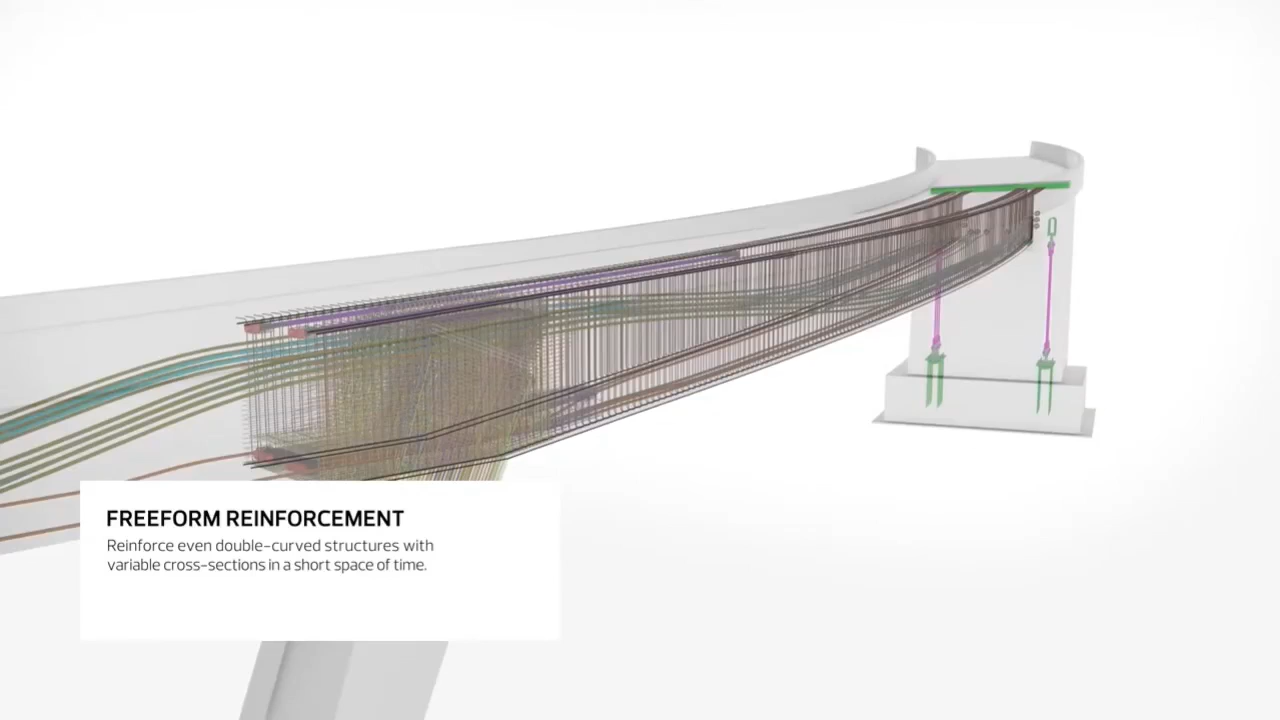 FREEFORM REINFORCEMENT
Reinforce even double-curved structures with
variable cross-sections in a short space of time.